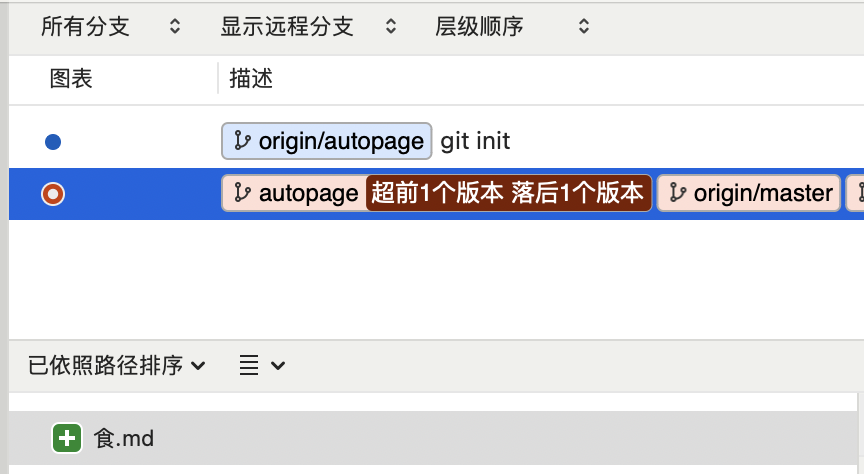 所有分支 显示远程分支 层级顺序
图表 描述
origin/autopage git init
autopage 超前1个版本 落后1个版本 origin/master
已依照路径排序
食.md